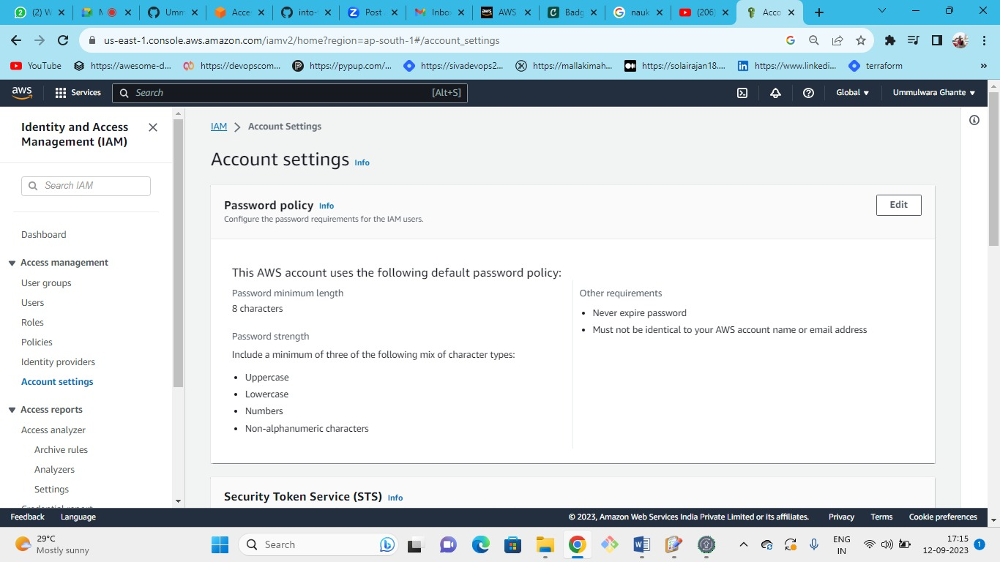 (2) W
M
Umm
Acce
into-
Post
Inbo
AWS
Badg
nauk
(206)
Acco
us-east-1.console.aws.amazon.com/iamv2/home?region=ap-south-1#/account_settings
YouTube
https://awesome-d...
https://devopscom...
https://pypup.com/...
https://sivadevops2...
https://mallakimah...
https://solairajan18....
https://www.linkedi...
terraform
»
aws
Services
Search
[Alt+S]
Global
Ummulwara Ghante
Identity and Access
Management (IAM)
Search IAM
Dashboard
Access management
User groups
Users
Roles
Policies
Identity providers
Account settings
Access reports
Access analyzer
Archive rules
Analyzers
Settings
Credential report
IAM > Account Settings
Account settings Info
Password policy Info
Configure the password requirements for the IAM users.
Edit
This AWS account uses the following default password policy:
Password minimum length
8 characters
Password strength
Include a minimum of three of the following mix of character types:
• Uppercase
• Lowercase
• Numbers
• Non-alphanumeric characters
Other requirements
• Never expire password
• Must not be identical to your AWS account name or email address
Security Token Service (STS) Info
Feedback
Language
© 2023, Amazon Web Services India Private Limited or its affiliates.
Privacy
Terms
Cookie preferences
29°C
Mostly sunny
Search
ENG
IN
17:15
12-09-2023
1